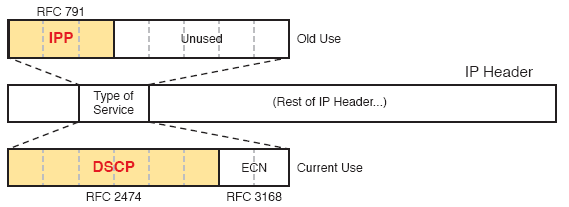 RFC 791
IPP
Unused
Old Use
IP Header
Type of
Service
(Rest of IP Header...)
DSCP
ECN
Current Use
RFC 2474
RFC 3168